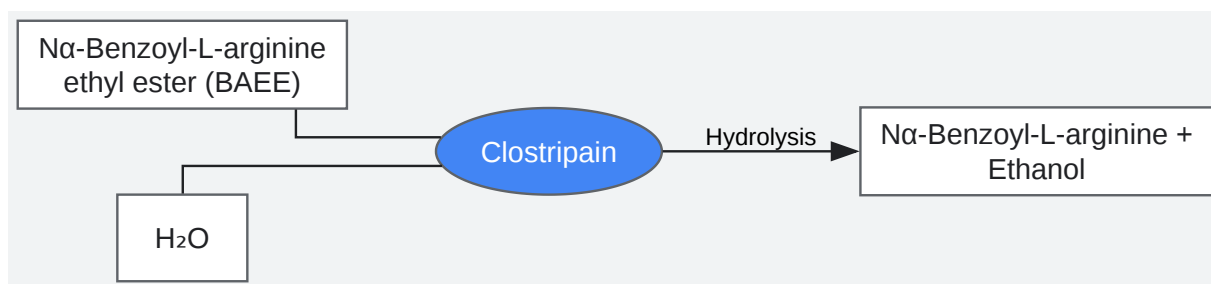 Nα-Benzoyl-L-arginine
ethyl ester (BAEE)
H₂O
Clostripain
Hydrolysis
Nα-Benzoyl-L-arginine +
Ethanol